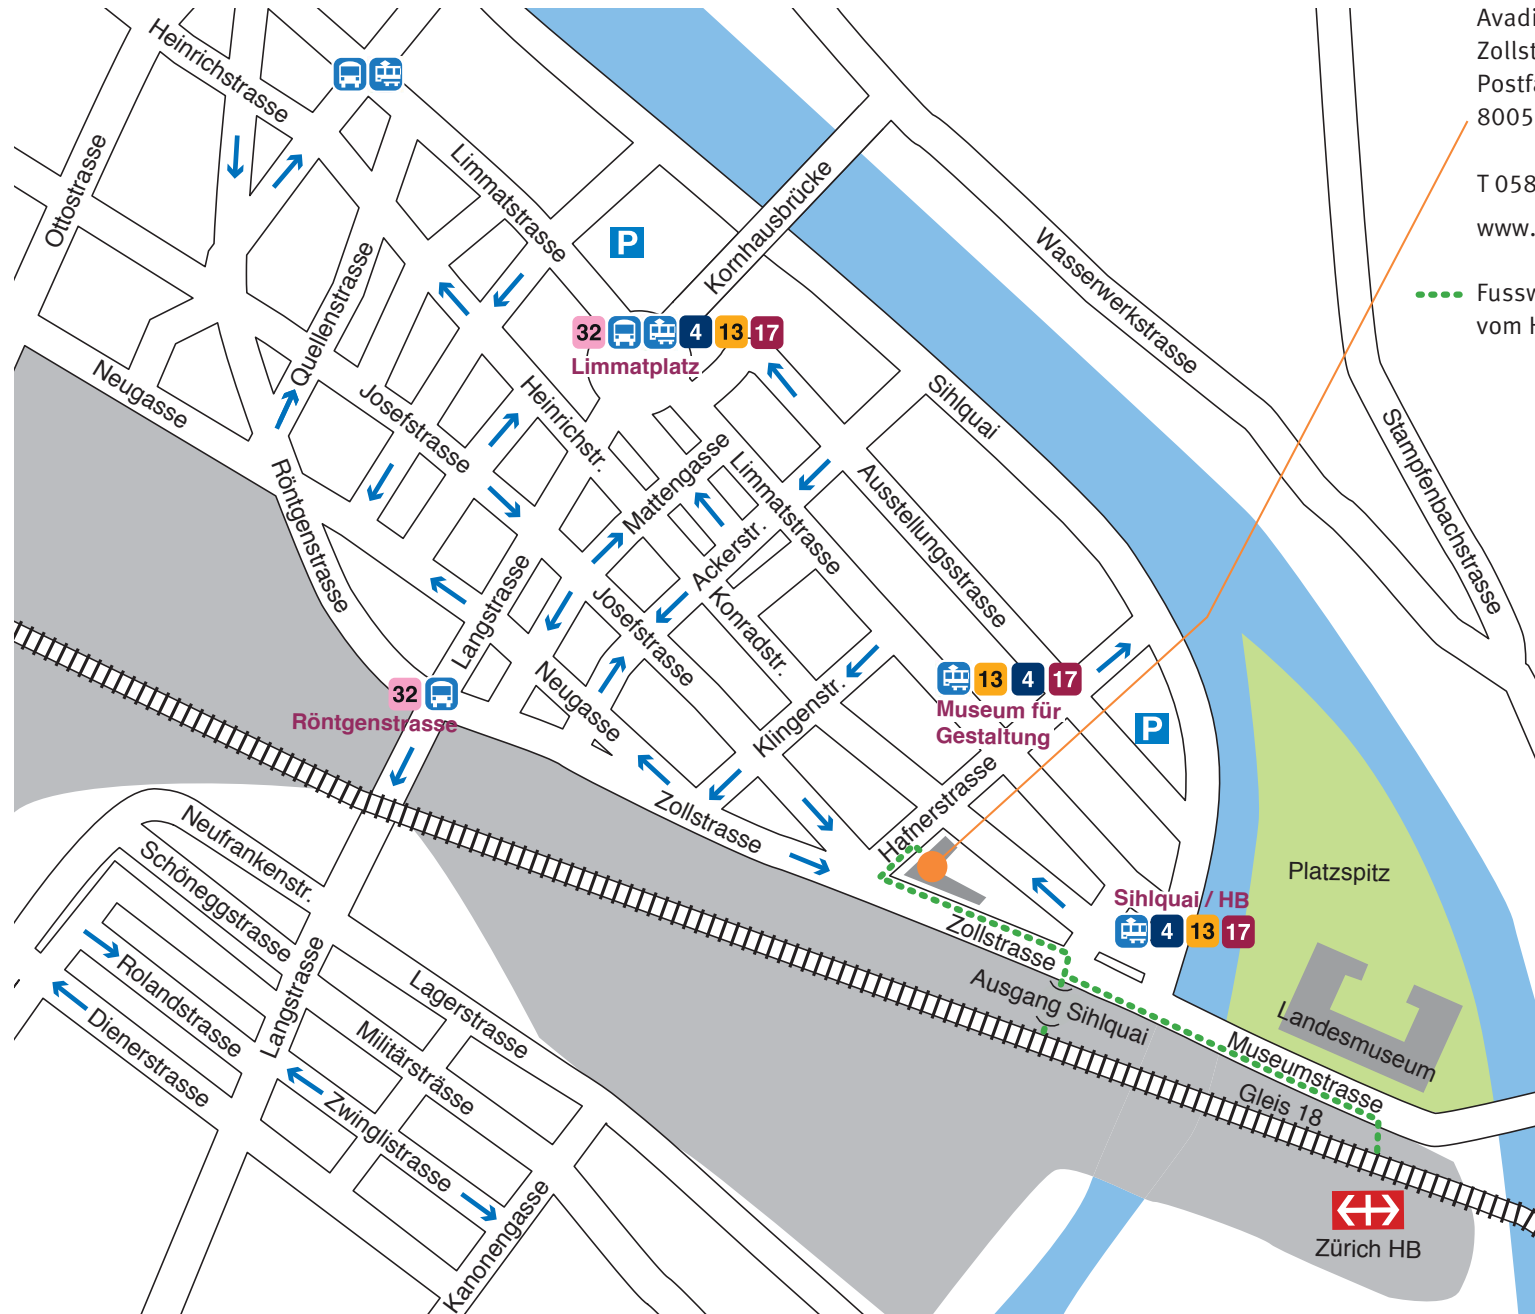 Avadi
Zollst
Postfa
8005
T 058
www.
Fussw
vom H
Heinrichstrasse
Ottostrasse
Limmatstrasse
P
Kornhausbrücke
Wasserwerkstrasse
Quellenstrasse
32 4 13 17
Limmatplatz
Neugasse
Josefstrasse
Heinrichstr.
Sihlquai
Stampfenbachstrasse
Röntgenstrasse
Mattengasse
Limmatstrasse
Ausstellungsstrasse
Ackerstr.
Langstrasse
Josefstrasse
Konradstr.
Neugasse
32
Röntgenstrasse
13 4 17
Museum für
Gestaltung
Klingenstr.
P
Zollstrasse
Hafnerstrasse
Neufrankenstr.
Schöneggstrasse
Platzspitz
Sihlquai / HB
4 13 17
Zollstrasse
Rolandstrasse
Langstrasse
Lagerstrasse
Ausgang Sihlquai
Landesmuseum
Dienerstrasse
Militärsträsse
Museumstrasse
Zwinglistrasse
Gleis 18
Kanonengasse
Zürich HB